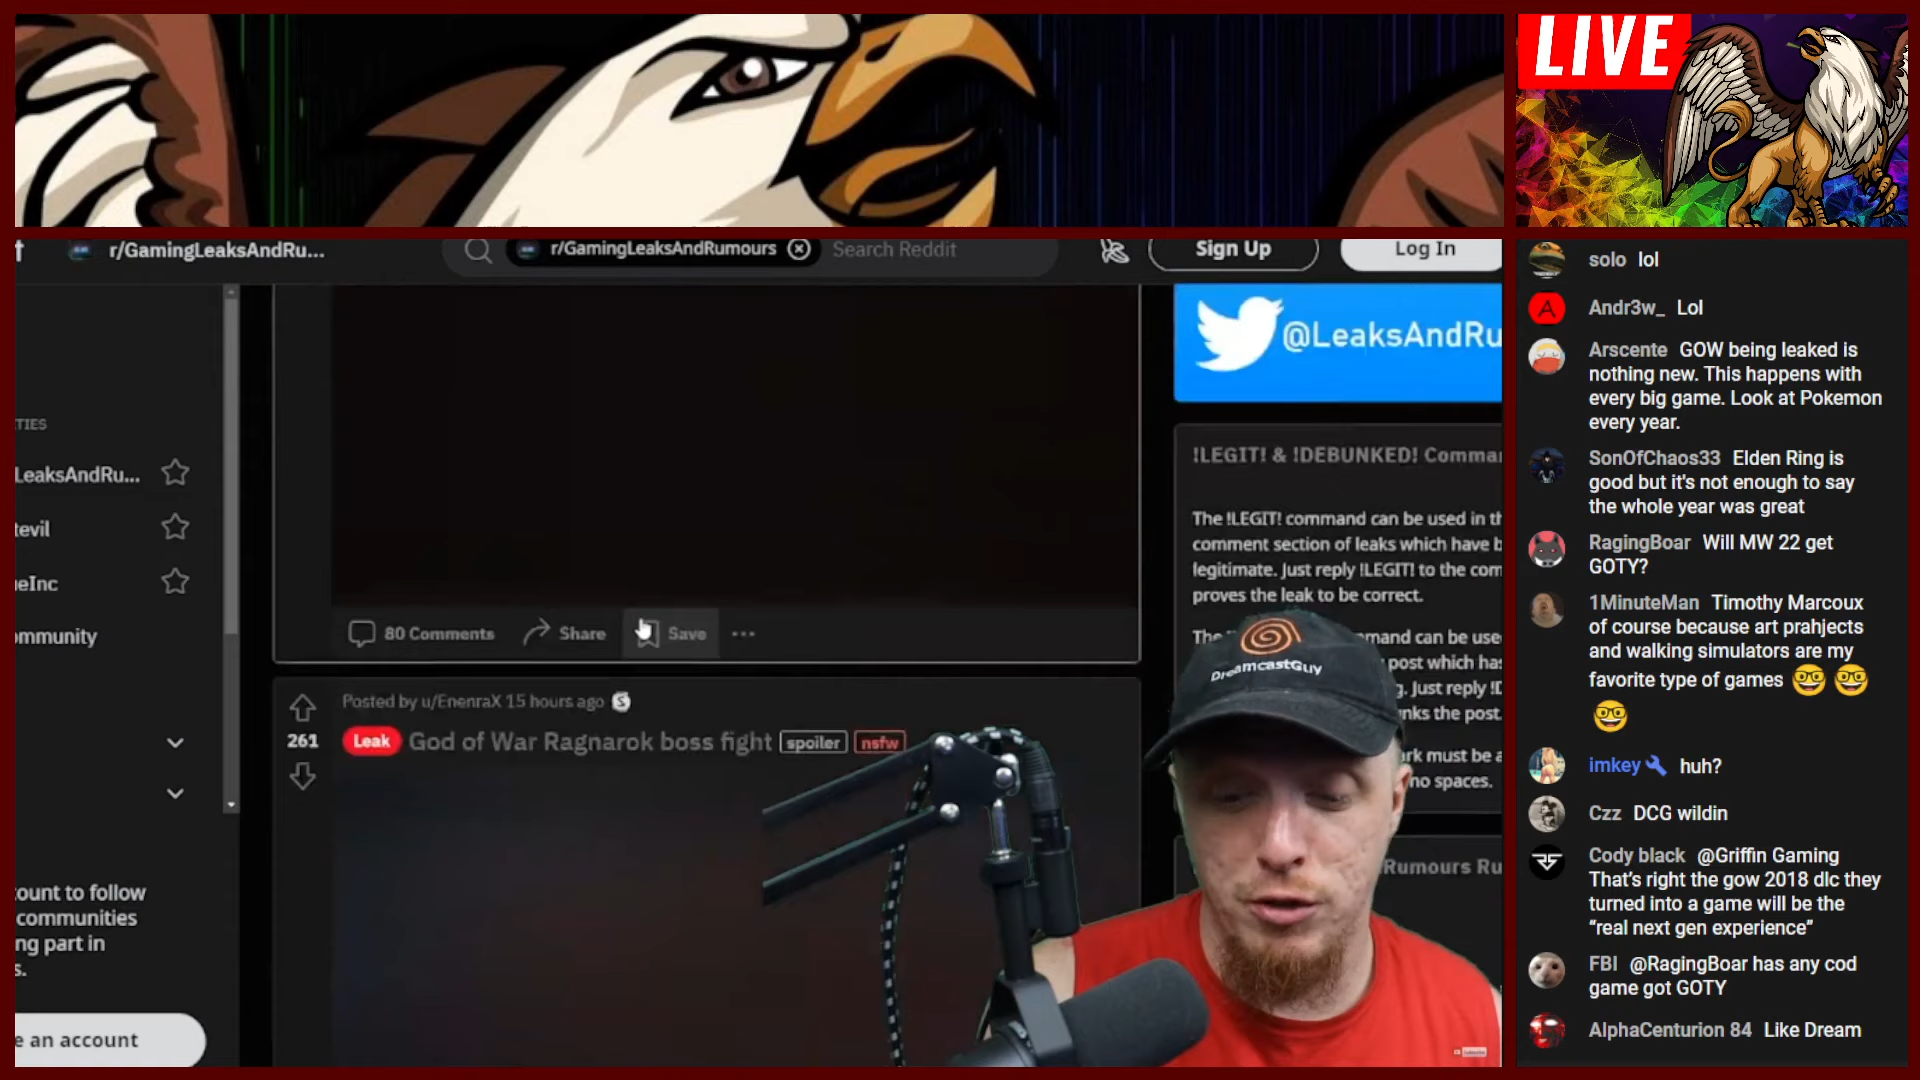 LIVE
r/GamingLeaksAndRu...
r/GamingLeaksAndRumours
Search Reddit
Sign Up
Log In
TIES
LeaksAndRu...
tevil
eInc
mmunity
ount to follow
communities
ng part in
s.
e an account
80 Comments
Share
Save
Posted by u/EnenraX 15 hours ago
261
Leak God of War Ragnarok boss fight spoiler nsfw
@LeaksAndRu
!LEGIT! & !DEBUNKED! Comma
The !LEGIT! command can be used in th
comment section of leaks which have b
legitimate. Just reply !LEGIT! to the com
proves the leak to be correct.
mand can be use
post which has
g. Just reply !D
nks the post.
rk must be a
no spaces.
Rumours Ru
DreamcastGuy
solo lol
Andr3w_ Lol
Arscente GOW being leaked is
nothing new. This happens with
every big game. Look at Pokemon
every year.
SonOfChaos33 Elden Ring is
good but it's not enough to say
the whole year was great
RagingBoar Will MW 22 get
GOTY?
1MinuteMan Timothy Marcoux
of course because art prahjects
and walking simulators are my
favorite type of games 🤓 🤓
🤓
imkey huh?
Czz DCG wildin
Cody black @Griffin Gaming
That's right the gow 2018 dlc they
turned into a game will be the
“real next gen experience”
FBI @RagingBoar has any cod
game got GOTY
AlphaCenturion 84 Like Dream